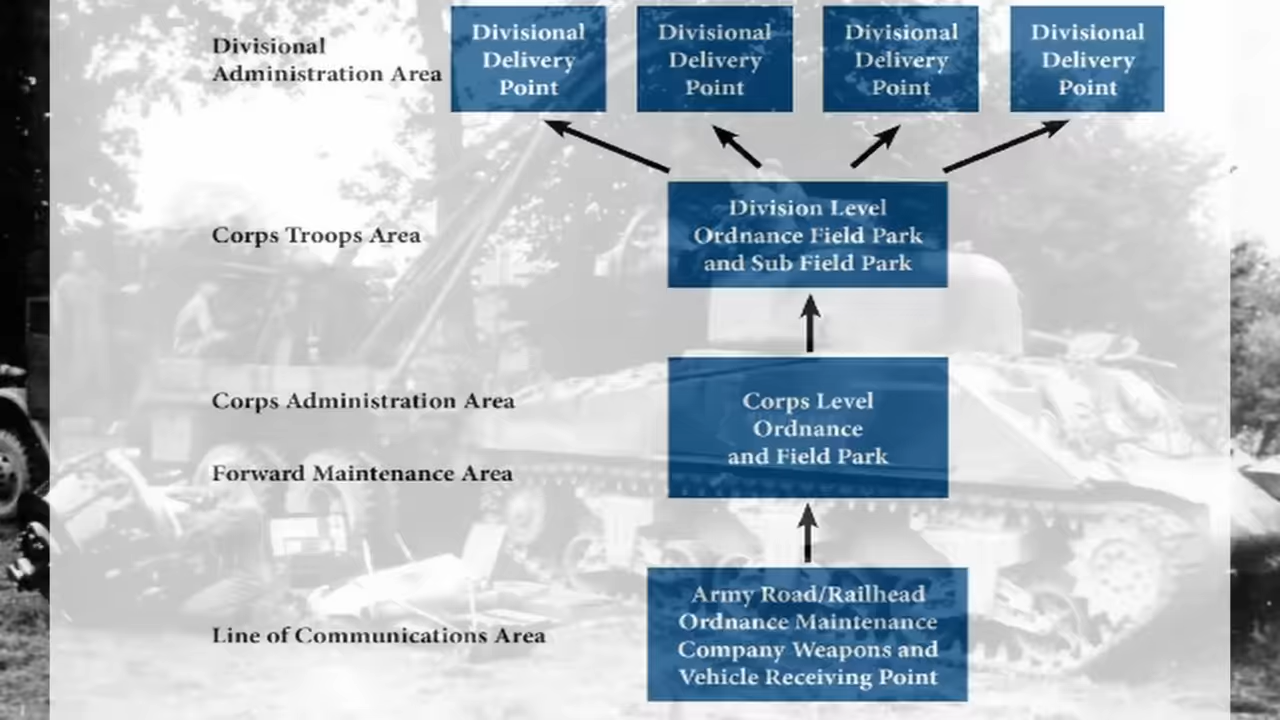 Divisional
Administration Area
Divisional
Delivery
Point
Divisional
Delivery
Point
Divisional
Delivery
Point
Divisional
Delivery
Point
Corps Troops Area
Division Level
Ordnance Field Park
and Sub Field Park
Corps Administration Area
Forward Maintenance Area
Corps Level
Ordnance
and Field Park
Line of Communications Area
Army Road/Railhead
Ordnance Maintenance
Company Weapons and
Vehicle Receiving Point